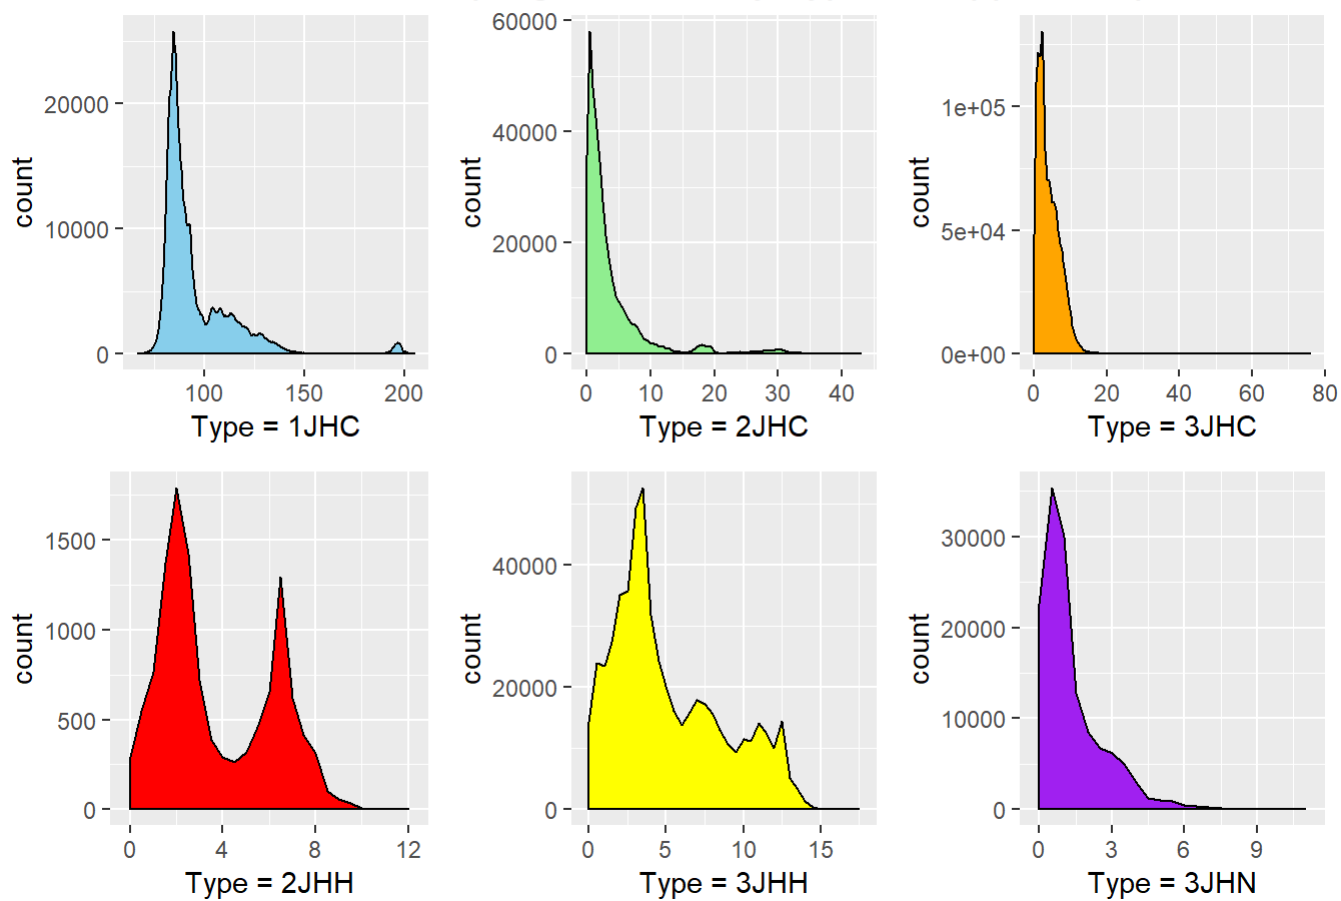 20000
10000
0
count
100
150
200
Type = 1JHC
60000
40000
20000
0
count
0
10
20
30
40
Type = 2JHC
1e+05
5e+04
0e+00
count
0
20
40
60
80
Type = 3JHC
1500
1000
500
0
count
0
4
8
12
Type = 2JHH
40000
20000
0
count
0
5
10
15
Type = 3JHH
30000
20000
10000
0
count
0
3
6
9
Type = 3JHN